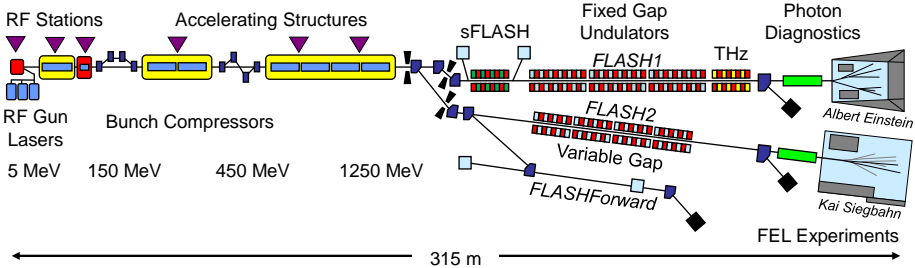 RF Stations
Accelerating Structures
sFLASH
Fixed Gap
Undulators
Photon
Diagnostics
FLASH1
THz
RF Gun
Lasers
Bunch Compressors
FLASH2
Variable Gap
Albert Einstein
5 MeV
150 MeV
450 MeV
1250 MeV
FLASHForward
Kai Siegbahn
FEL Experiments
315 m